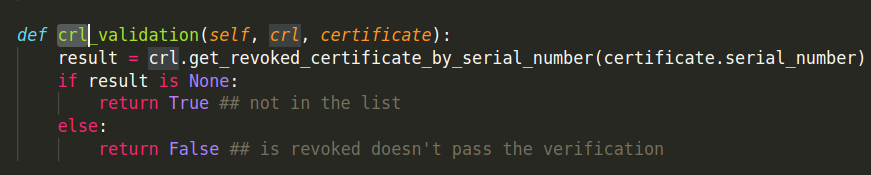 def crl_validation(self, crl, certificate):
    result = crl.get_revoked_certificate_by_serial_number(certificate.serial_number)
    if result is None:
        return True ## not in the list
    else:
        return False ## is revoked doesn't pass the verification